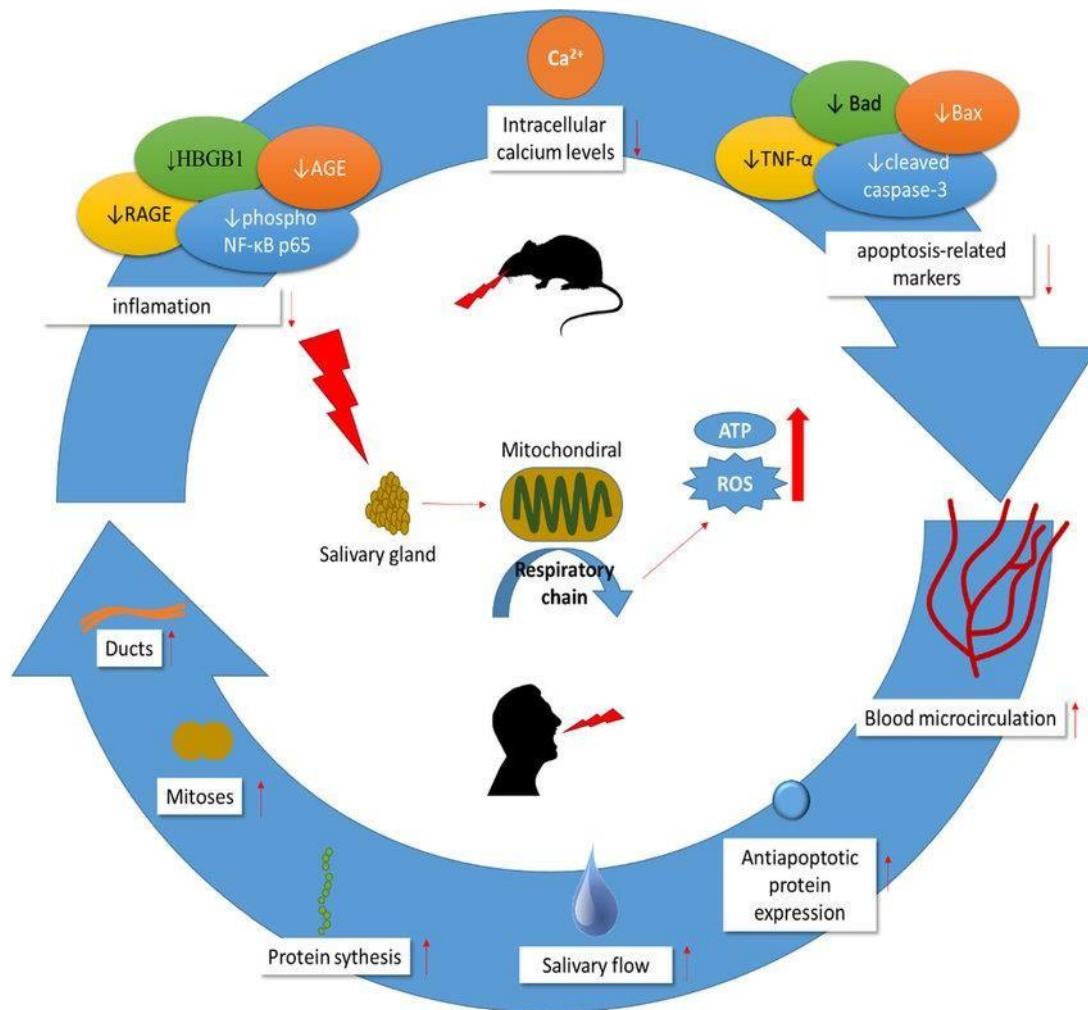 Ca²⁺
Intracellular
calcium levels ↓
↓HBGB1
↓AGE
↓RAGE
↓phospho
NF-κB p65
inflamation ↓
↓ Bad
↓Bax
↓TNF-α
↓cleaved
caspase-3
apoptosis-related
markers ↓
Salivary gland
Mitochondiral
Respiratory
chain
ATP
ROS
Blood microcirculation ↑
Antiapoptotic
protein
expression ↑
Salivary flow ↑
Protein sythesis ↑
Mitoses ↑
Ducts ↑